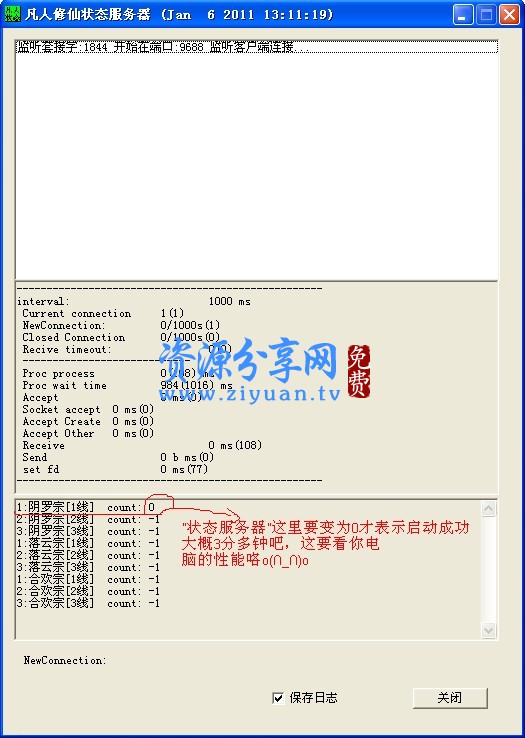 凡人修仙状态服务器 (Jan  6 2011 13:11:19)
监听套接字:1844 开始在端口:9688 监听客户端连接...
interval: 1000 ms
Current connection 1(1)
NewConnection: 0/1000s(1)
Closed Connection 0/1000s(0)
Recive timeout:
资源分享网
免费
www.ziyuan.tv
Proc process
Proc wait time 984(1016) ms
Accept 0 ms(0)
Socket accept 0 ms(0)
Accept Create 0 ms(0)
Accept Other 0 ms(0)
Receive 0 ms(108)
Send 0 b ms(0)
set fd 0 ms(77)
1:阴罗宗[1线] count: 0
2:阴罗宗[2线] count: -1
3:阴罗宗[3线] count: -1
1:落云宗[1线] count: -1
2:落云宗[2线] count: -1
3:落云宗[3线] count: -1
1:合欢宗[1线] count: -1
2:合欢宗[2线] count: -1
3:合欢宗[3线] count: -1
"状态服务器"这里要变为0才表示启动成功
大概3分多钟吧，这要看你电
脑的性能咯o(∩_∩)o
NewConnection:
保存日志
关闭